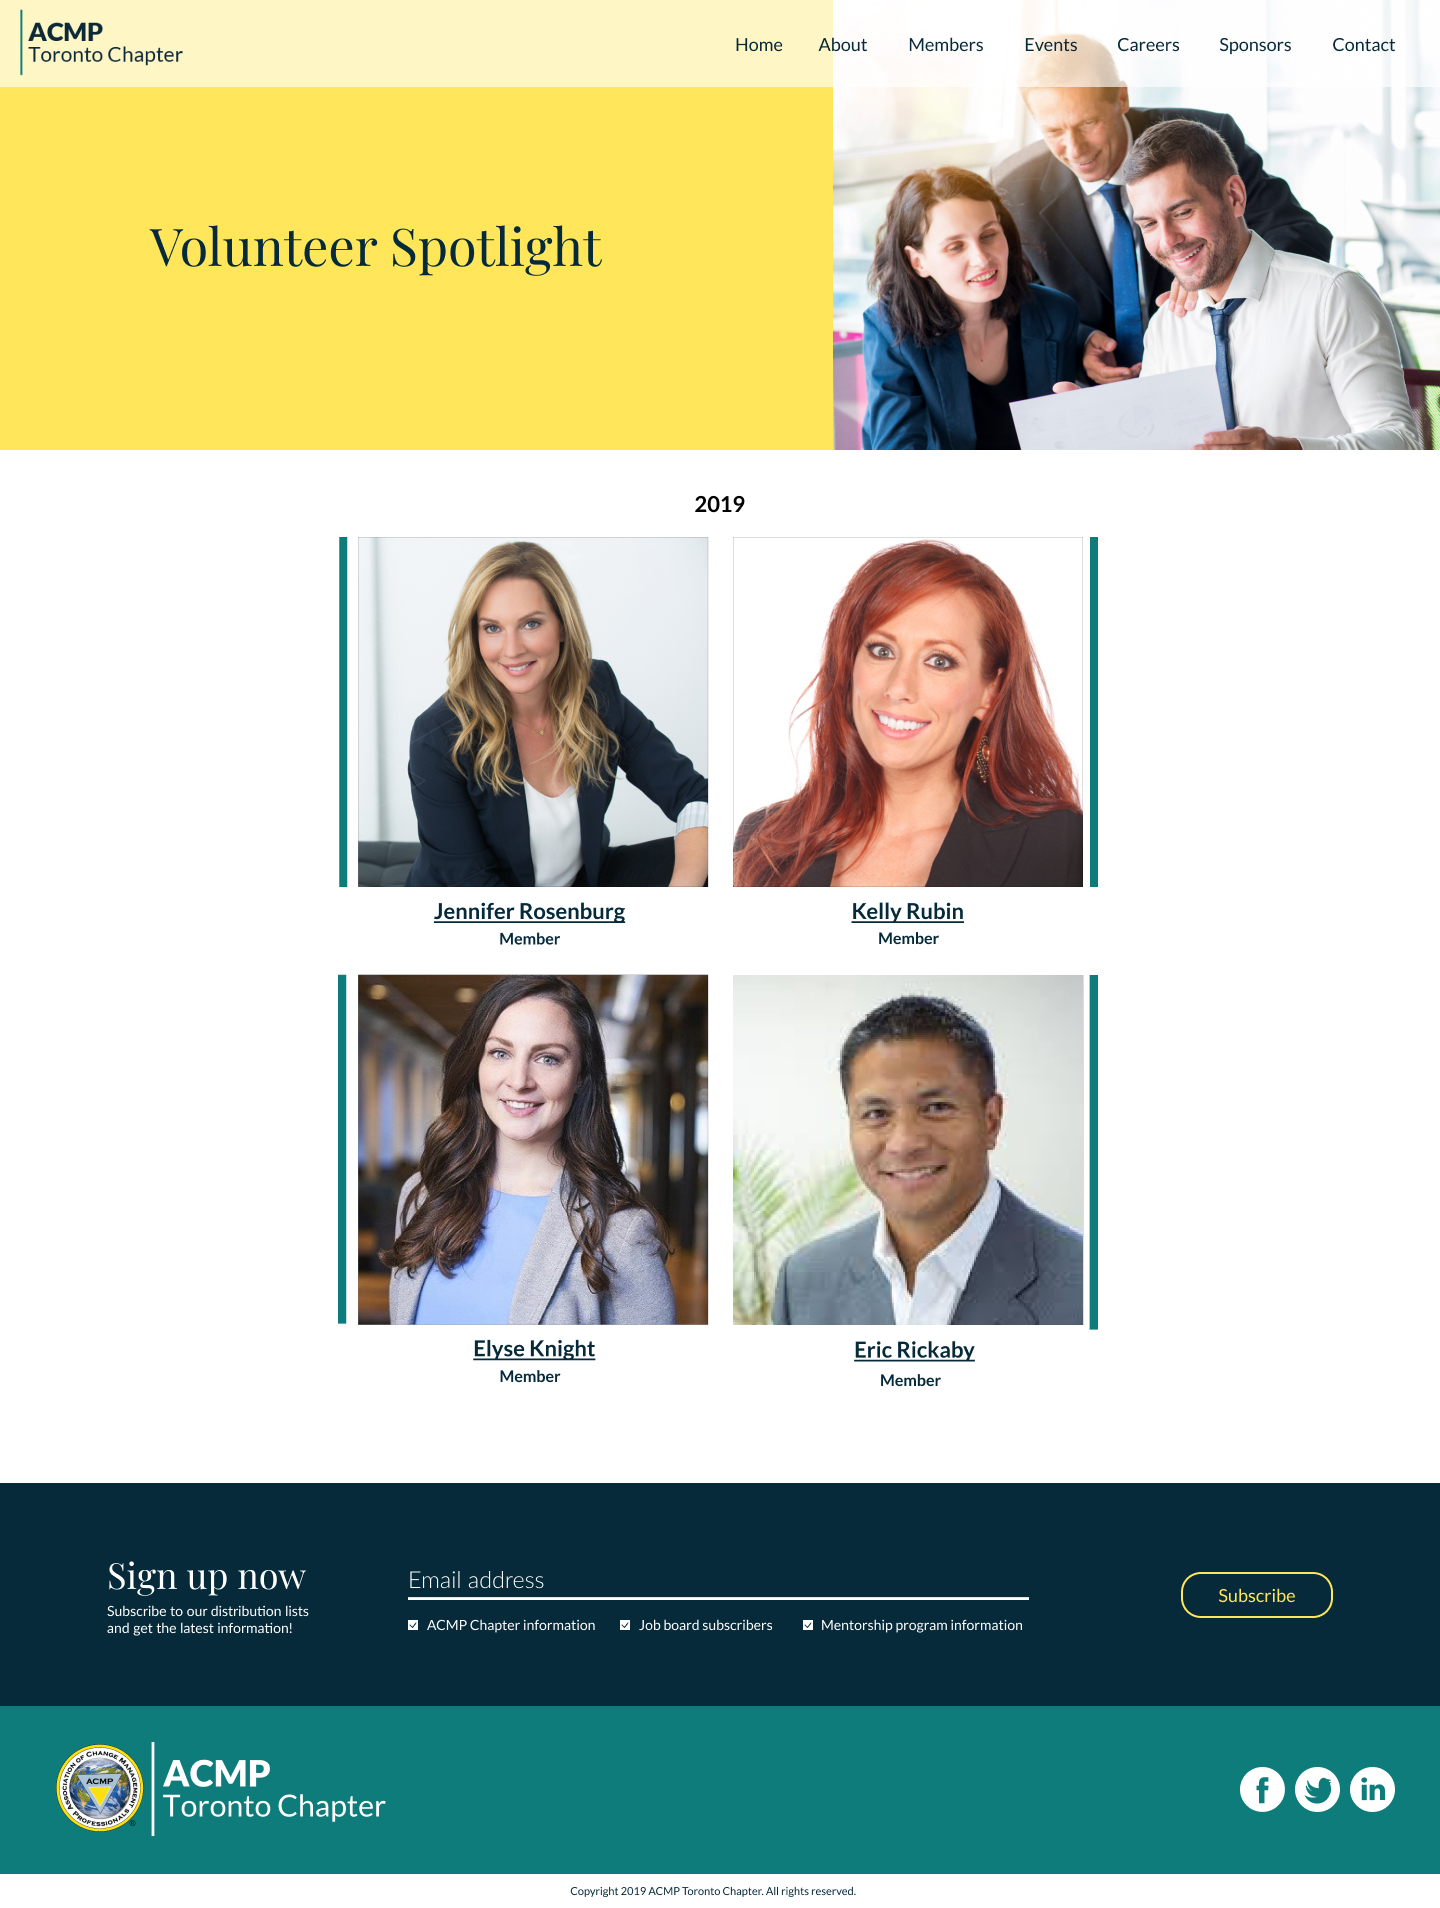 ACMP
Toronto Chapter
Home About Members Events Careers Sponsors Contact
Volunteer Spotlight
2019
Jennifer Rosenburg
Member
Kelly Rubin
Member
Elyse Knight
Member
Eric Rickaby
Member
Sign up now
Subscribe to our distribution lists
and get the latest information!
Email address
ACMP Chapter information
Job board subscribers
Mentorship program information
Subscribe
ASSOCIATION OF CHANGE MANAGEMENT PROFESSIONALS
ACMP
®
ACMP
Toronto Chapter
Copyright 2019 ACMP Toronto Chapter. All rights reserved.